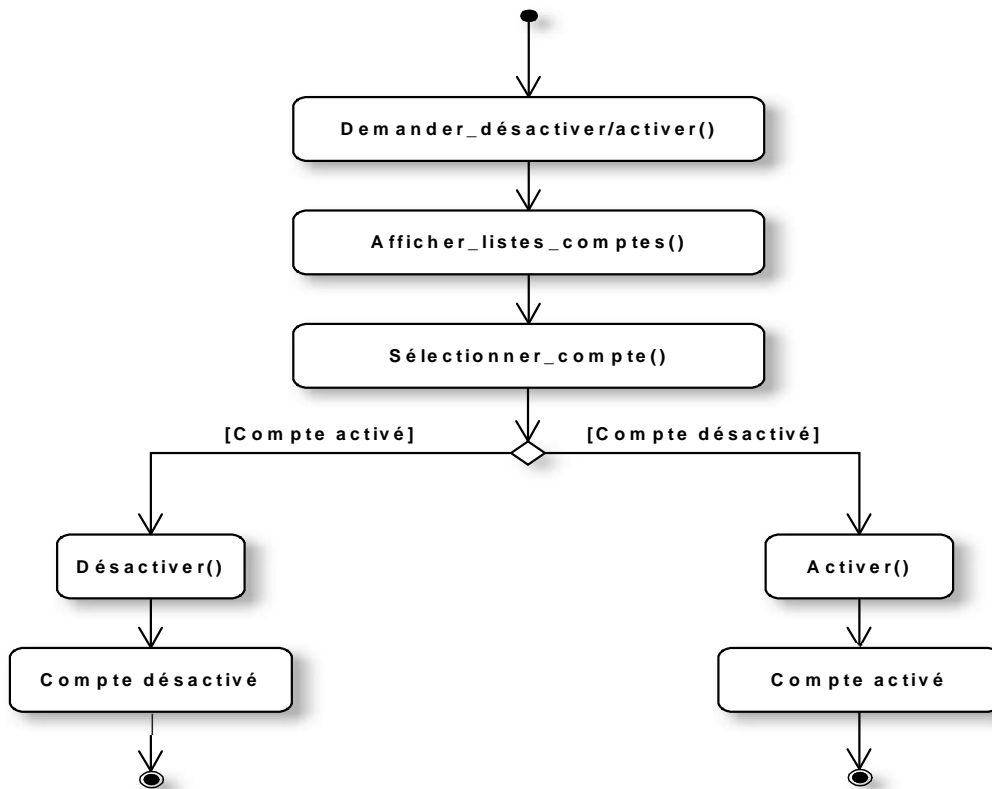 Demander_désactiver/activer()
Afficher_listes_comptes()
Sélectionner_compte()
[Compte activé]
[Compte désactivé]
Désactiver()
Activer()
Compte désactivé
Compte activé